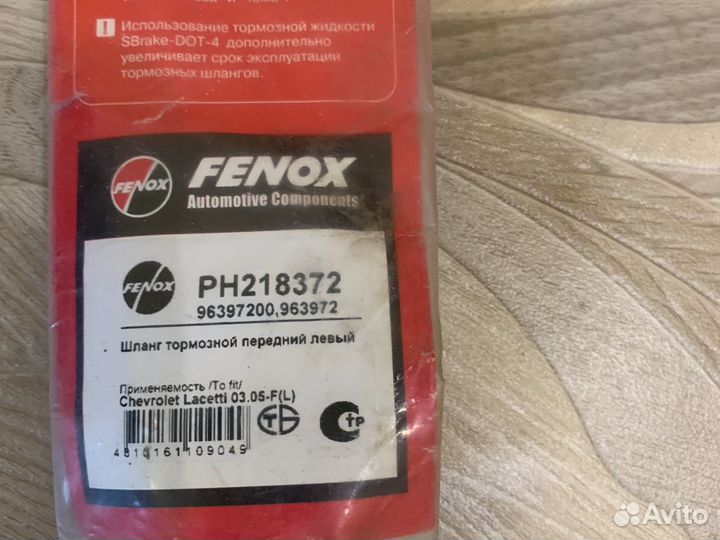 ! Использование тормозной жидкости
SBrake-DOT-4 дополнительно
увеличивает срок эксплуатации
тормозных шлангов.
FENOX
FENOX
Automotive Components
FENOX
PH218372
96397200,963972
Шланг тормозной передний левый
Применяемость /To fit/
Chevrolet Lacetti 03.05-F(L)
4810161109049
Avito